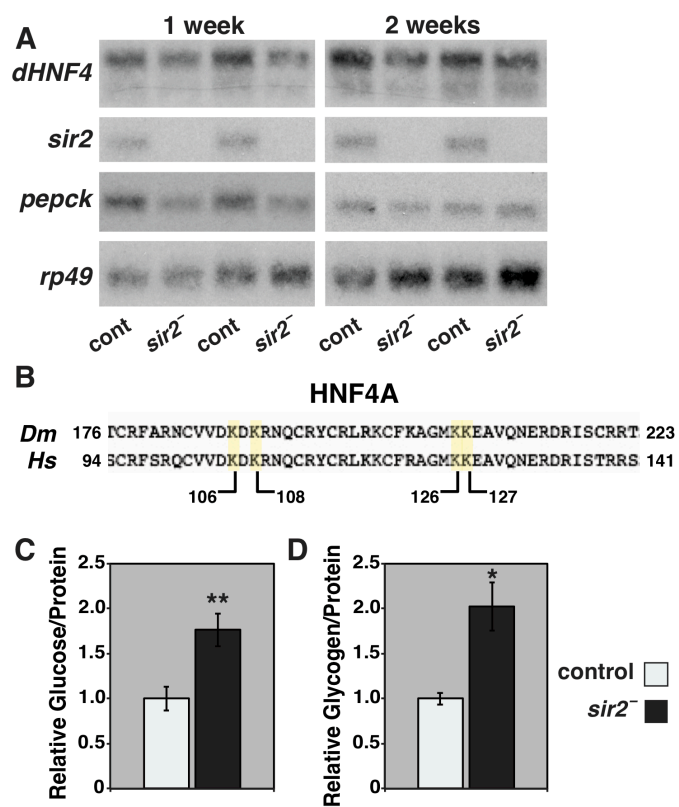 A
1 week 2 weeks
dHNF4
sir2
pepck
rp49
cont sir2⁻ cont sir2⁻ cont sir2⁻ cont sir2⁻
B
HNF4A
Dm 176 TCRFARNCVVDKDKRNQCRYCRLRKCFKAGMKKEAVQNERDRISCRRT 223
Hs 94 SCRFSRQCVVDKDKRNQCRYCRLKKCFRAGMKKEAVQNERDRISTRRS 141
106 108 126 127
C
Relative Glucose/Protein
2.5
2.0
1.5
1.0
0.5
0
**
D
Relative Glycogen/Protein
2.5
2.0
1.5
1.0
0.5
0
*
control
sir2⁻